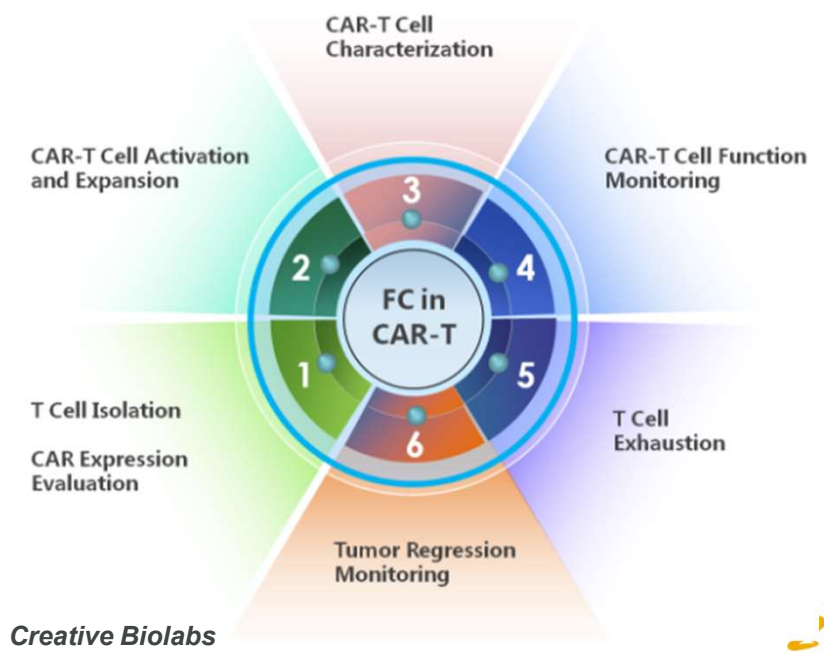 CAR-T Cell
Characterization
CAR-T Cell Activation
and Expansion
CAR-T Cell Function
Monitoring
3
2
4
FC in
CAR-T
1
5
6
T Cell Isolation
CAR Expression
Evaluation
T Cell
Exhaustion
Tumor Regression
Monitoring
Creative Biolabs